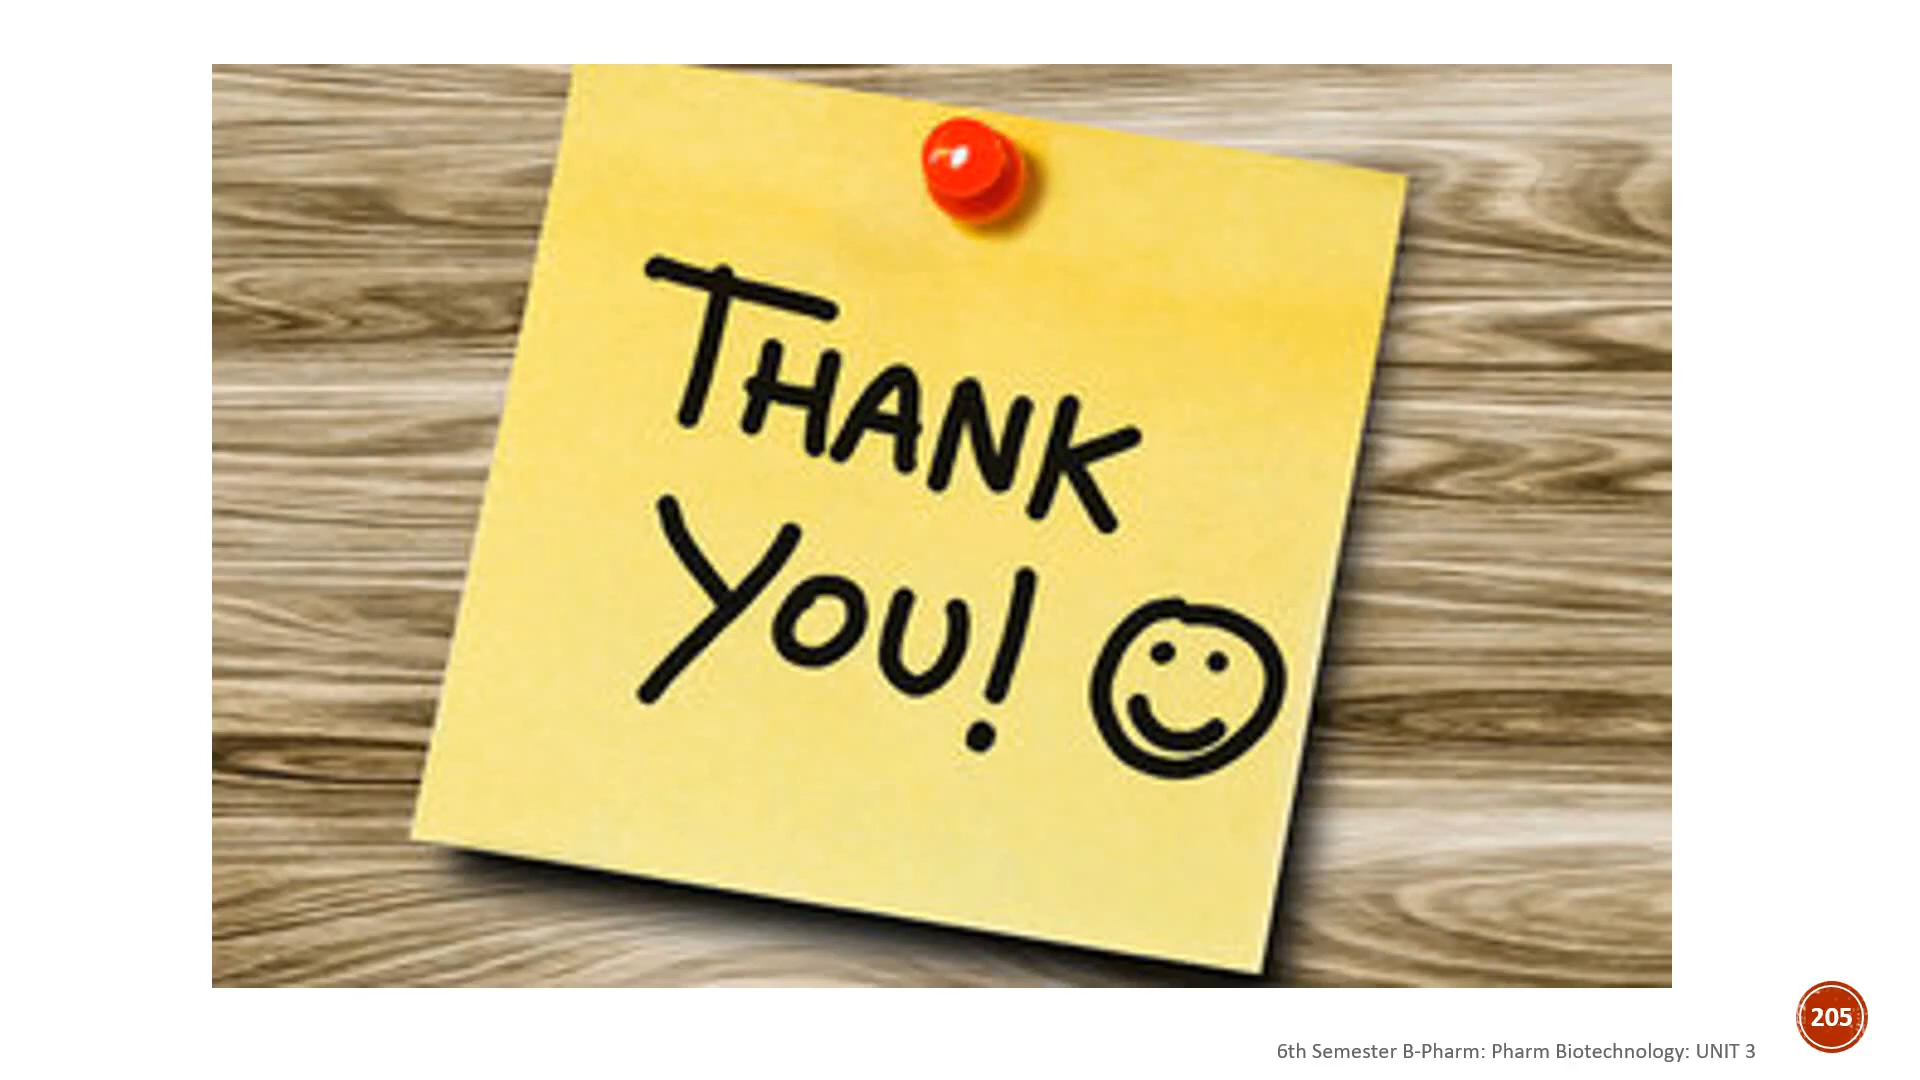 THANK
YOU!
205
6th Semester B-Pharm: Pharm Biotechnology: UNIT 3